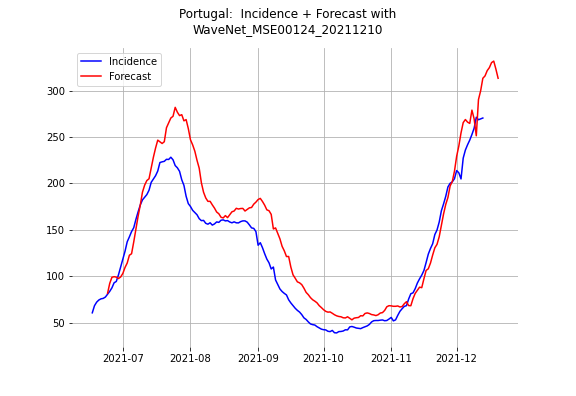 Portugal:  Incidence + Forecast with
WaveNet_MSE00124_20211210
Incidence
Forecast
300
250
200
150
100
50
2021-07 2021-08 2021-09 2021-10 2021-11 2021-12